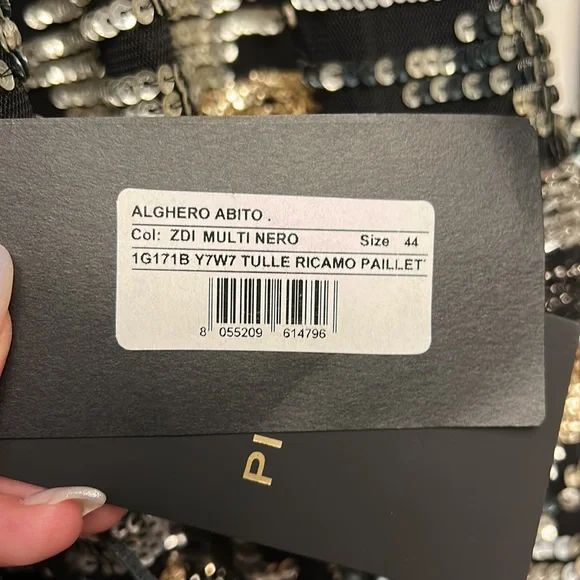 ALGHERO ABITO .
Col: ZDI MULTI NERO Size 44
1G171B Y7W7 TULLE RICAMO PAILLET
8 055209 614796
PI